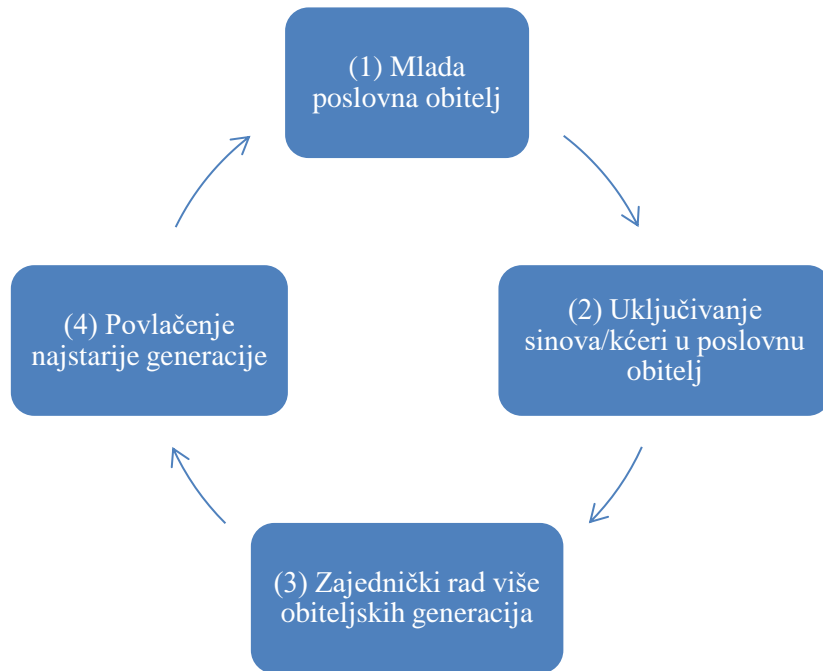 (1) Mlada
poslovna obitelj
(2) Uključivanje
sinova/kćeri u poslovnu
obitelj
(3) Zajednički rad više
obiteljskih generacija
(4) Povlačenje
najstarije generacije